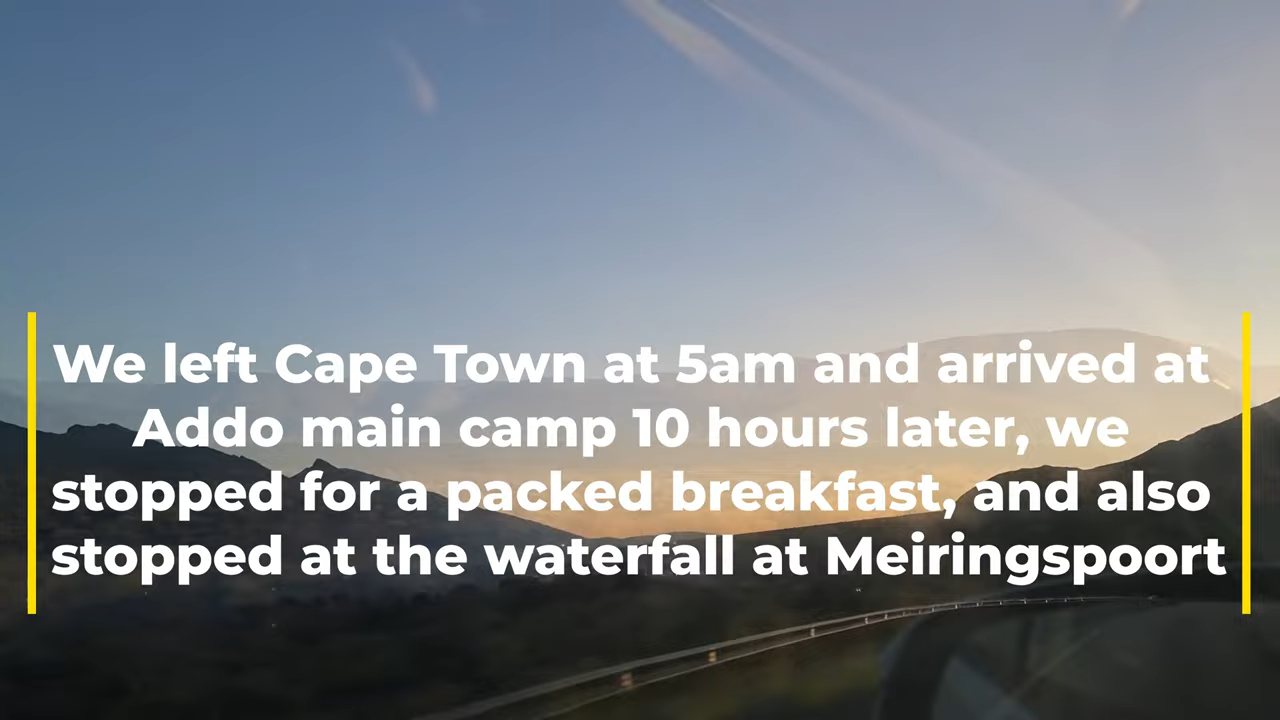 We left Cape Town at 5am and arrived at
Addo main camp 10 hours later, we
stopped for a packed breakfast, and also
stopped at the waterfall at Meiringspoort